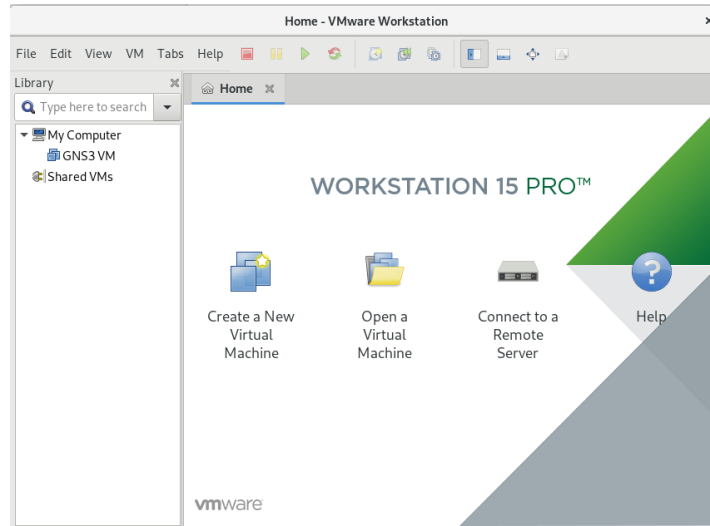 Home - VMware Workstation
File Edit View VM Tabs Help
Library
Home
Type here to search
My Computer
GNS3 VM
Shared VMs
WORKSTATION 15 PRO™
Create a New
Virtual
Machine
Open a
Virtual
Machine
Connect to a
Remote
Server
Help
vmware